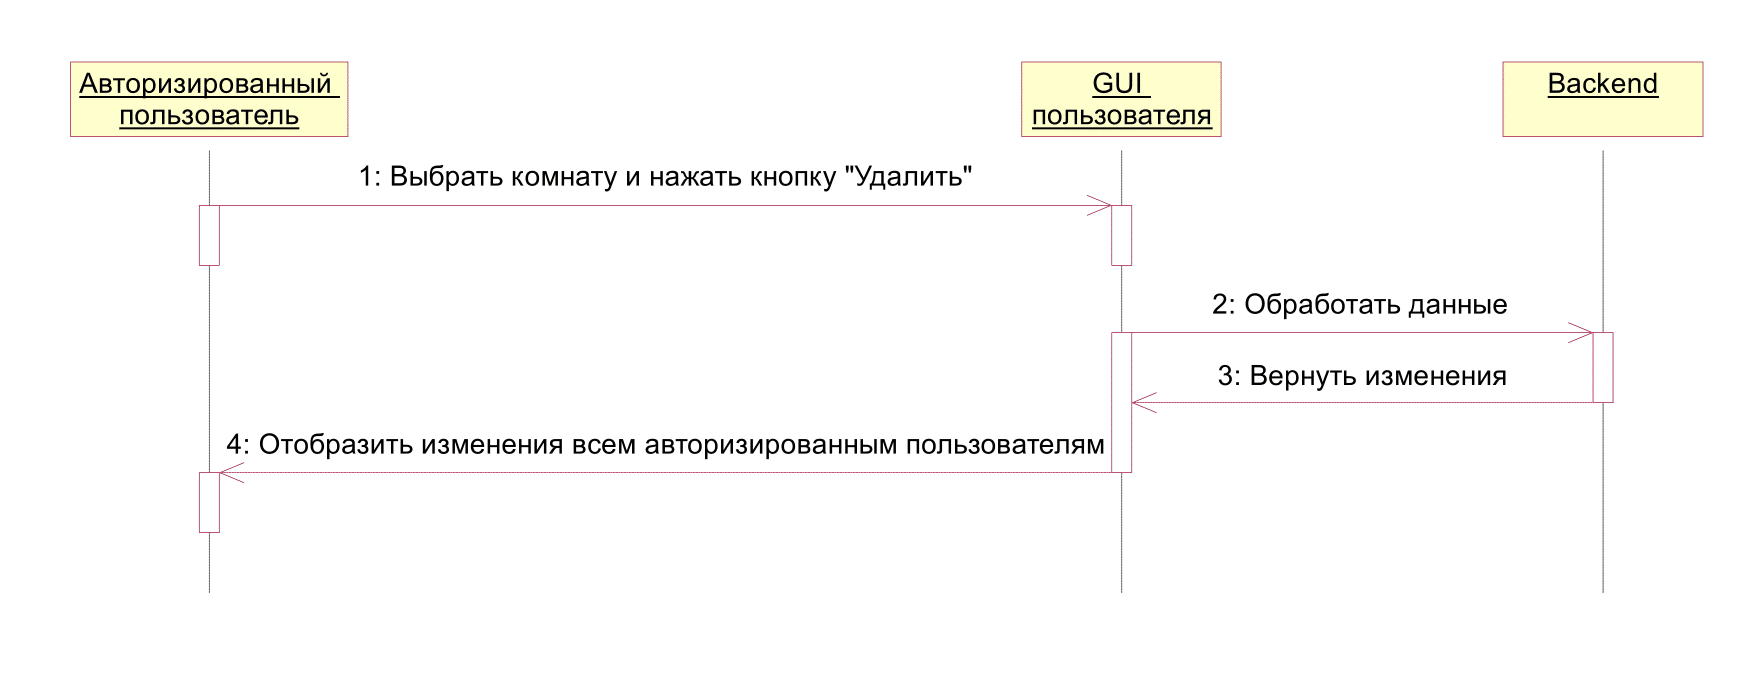 Авторизированный
пользователь
GUI
пользователя
Backend
1: Выбрать комнату и нажать кнопку "Удалить"
2: Обработать данные
3: Вернуть изменения
4: Отобразить изменения всем авторизированным пользователям